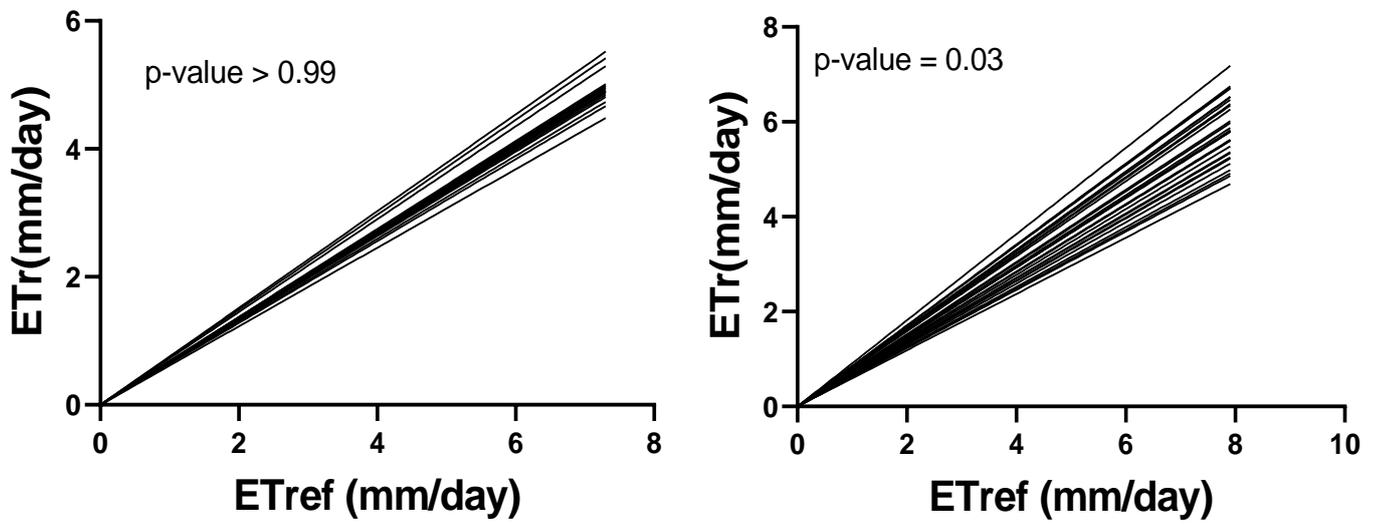 6
4
2
0
ETr(mm/day)
p-value > 0.99
0 2 4 6 8
ETref (mm/day)
8
6
4
2
0
ETr(mm/day)
p-value = 0.03
0 2 4 6 8 10
ETref (mm/day)